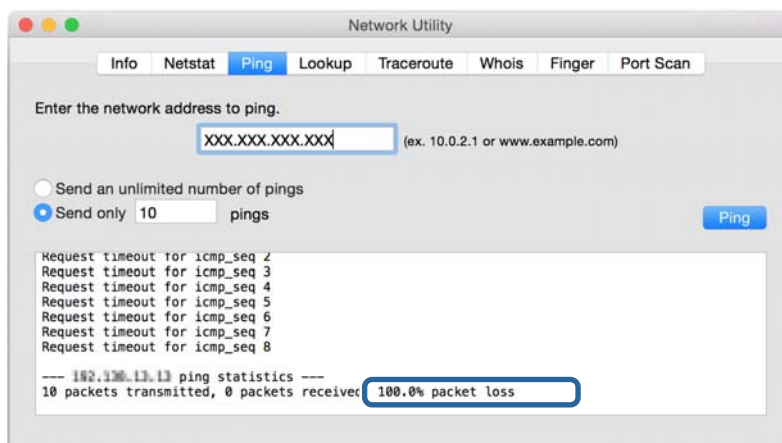 Network Utility
Info Netstat Ping Lookup Traceroute Whois Finger Port Scan
Enter the network address to ping.
XXX.XXX.XXX.XXX (ex. 10.0.2.1 or www.example.com)
Send an unlimited number of pings
Send only 10 pings
Ping
Request timeout for icmp_seq 2
Request timeout for icmp_seq 3
Request timeout for icmp_seq 4
Request timeout for icmp_seq 5
Request timeout for icmp_seq 6
Request timeout for icmp_seq 7
Request timeout for icmp_seq 8
--- ping statistics ---
10 packets transmitted, 0 packets received 100.0% packet loss